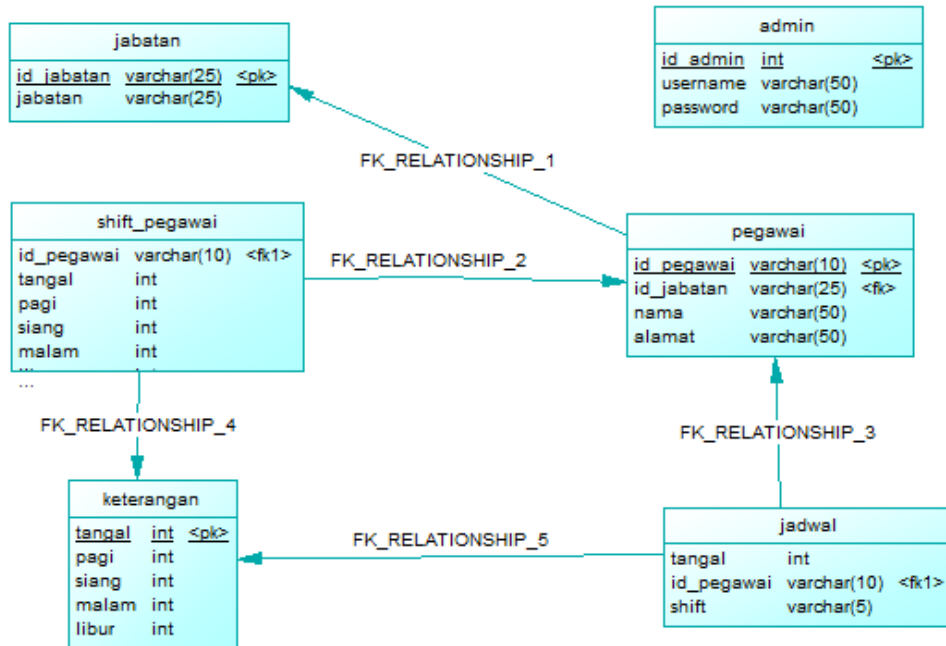 jabatan
id_jabatan varchar(25) <pk>
jabatan varchar(25)
admin
id_admin int <pk>
username varchar(50)
password varchar(50)
FK_RELATIONSHIP_1
shift_pegawai
id_pegawai varchar(10) <fk1>
tangal int
pagi int
siang int
malam int
...
FK_RELATIONSHIP_2
pegawai
id_pegawai varchar(10) <pk>
id_jabatan varchar(25) <fk>
nama varchar(50)
alamat varchar(50)
FK_RELATIONSHIP_4
FK_RELATIONSHIP_3
keterangan
tangal int <pk>
pagi int
siang int
malam int
libur int
FK_RELATIONSHIP_5
jadwal
tangal int
id_pegawai varchar(10) <fk1>
shift varchar(5)